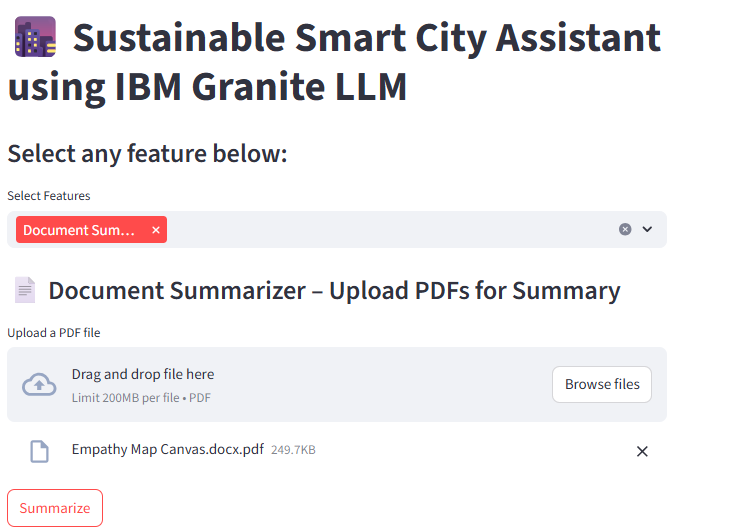 Sustainable Smart City Assistant
using IBM Granite LLM
Select any feature below:
Select Features
Document Sum...
Document Summarizer – Upload PDFs for Summary
Upload a PDF file
Drag and drop file here
Limit 200MB per file • PDF
Browse files
Empathy Map Canvas.docx.pdf 249.7KB
Summarize